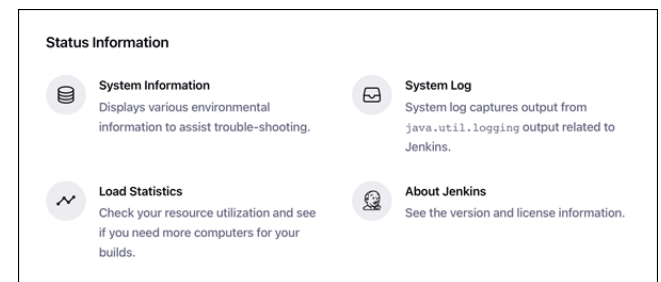 Status Information
System Information
Displays various environmental
information to assist trouble-shooting.
System Log
System log captures output from
java.util.logging output related to
Jenkins.
Load Statistics
Check your resource utilization and see
if you need more computers for your
builds.
About Jenkins
See the version and license information.